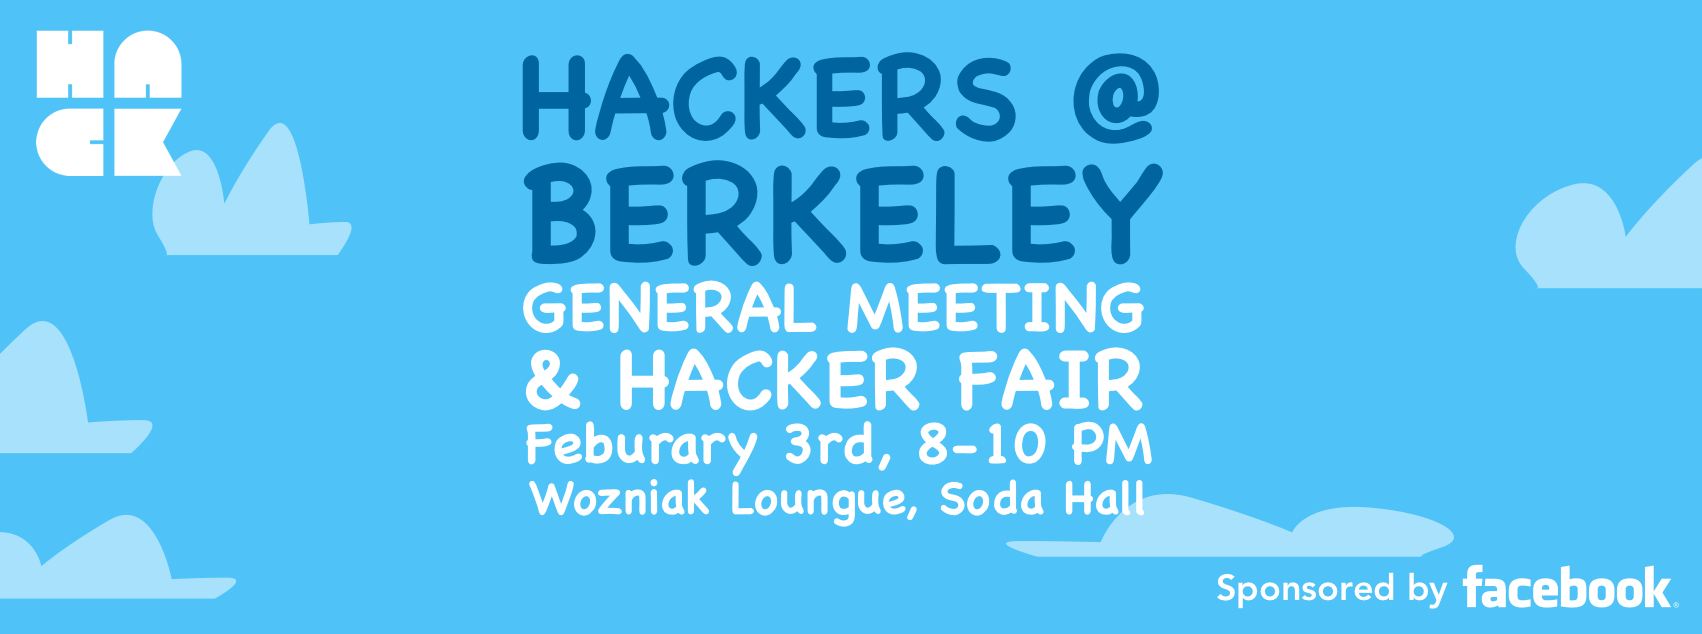 HACK
HACKERS @
BERKELEY
GENERAL MEETING
& HACKER FAIR
Feburary 3rd, 8-10 PM
Wozniak Loungue, Soda Hall
Sponsored by facebook®